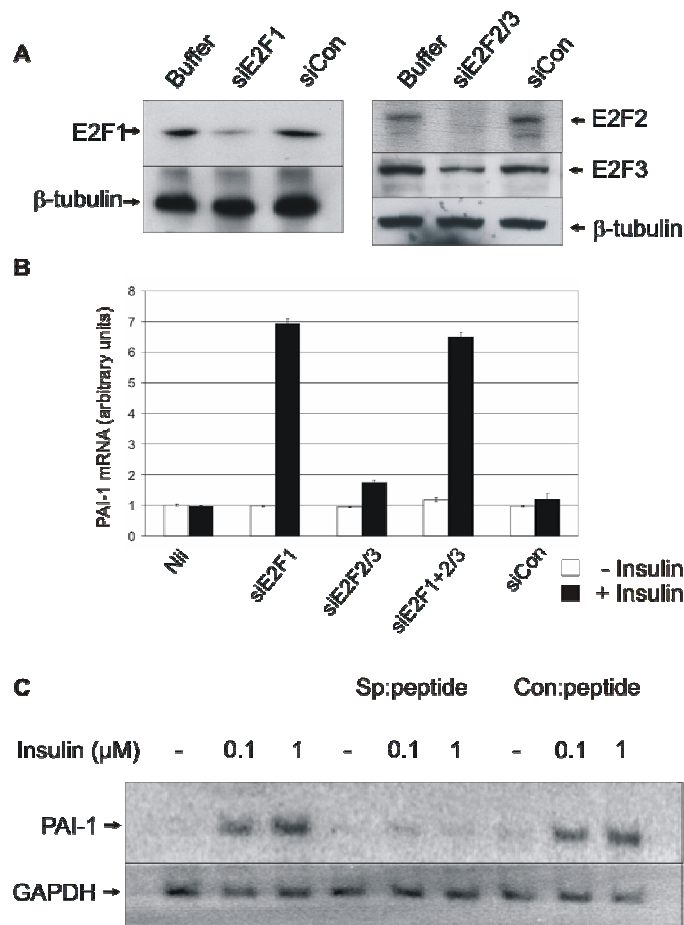 A
Buffer
siE2F1
siCon
Buffer
siE2F2/3
siCon
E2F1
β-tubulin
E2F2
E2F3
β-tubulin
B
PAI-1 mRNA (arbitrary units)
8
7
6
5
4
3
2
1
0
Nil
siE2F1
siE2F2/3
siE2F1+2/3
siCon
- Insulin
+ Insulin
C
Sp:peptide Con:peptide
Insulin (µM) - 0.1 1 - 0.1 1 - 0.1 1
PAI-1
GAPDH